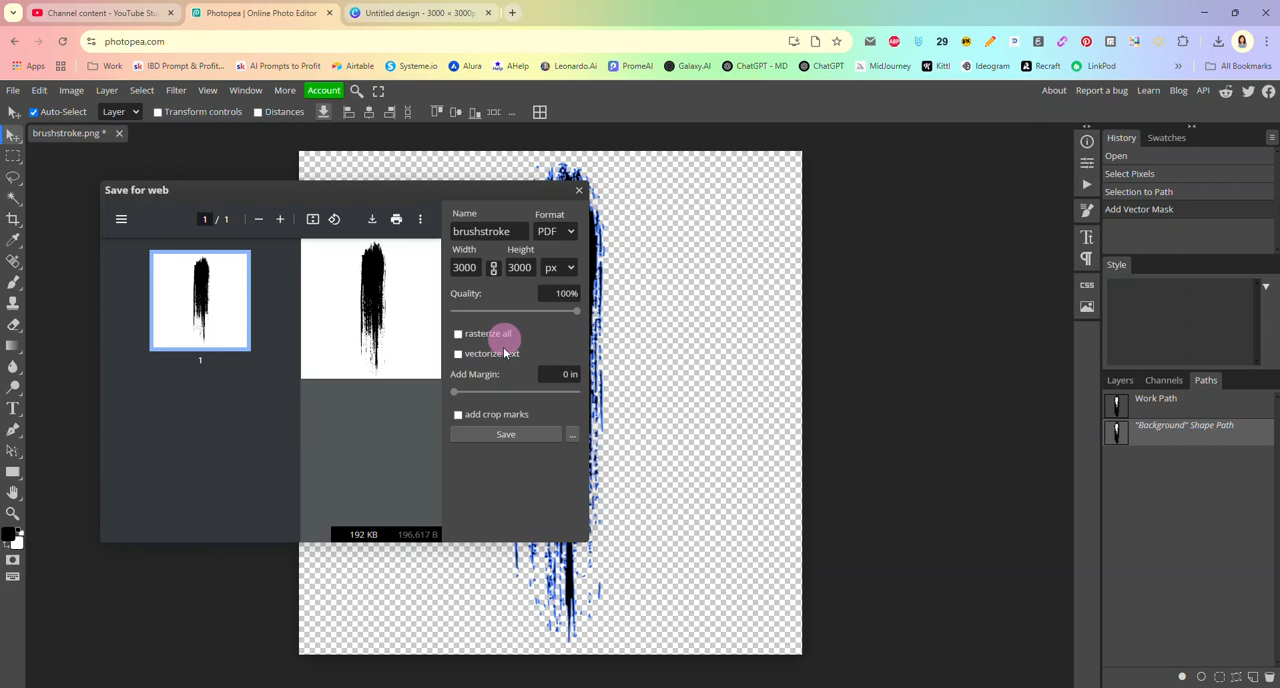 Channel content - YouTube Stu
Photopea | Online Photo Editor
Untitled design - 3000 × 3000p
photopea.com
29
Apps
Work
IBD Prompt & Profit...
AI Prompts to Profit
Airtable
Systeme.io
Alura
AHelp
Leonardo.Ai
PromeAI
Galaxy.AI
ChatGPT - MD
ChatGPT
MidJourney
Kittl
Ideogram
Recraft
LinkPod
All Bookmarks
File Edit Image Layer Select Filter View Window More Account
About Report a bug Learn Blog API
Auto-Select Layer Transform controls Distances ...
brushstroke.png *
History Swatches
Open
Select Pixels
Selection to Path
Add Vector Mask
Style
CSS
Layers Channels Paths
Work Path
"Background" Shape Path
Save for web
1 / 1
1
192 KB 196,617 B
Name Format
brushstroke PDF
Width Height
3000 3000 px
Quality: 100%
rasterize all
vectorize text
Add Margin: 0 in
add crop marks
Save ...